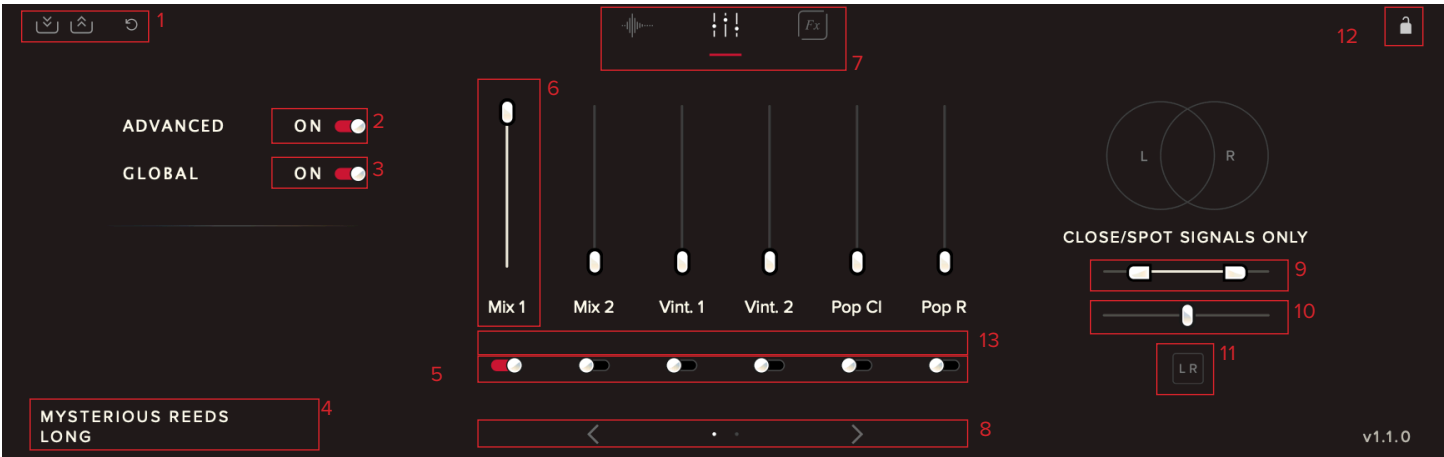 1
7
Fx
12
6
ADVANCED ON 2
GLOBAL ON 3
L R
CLOSE/SPOT SIGNALS ONLY
9
10
Mix 1 Mix 2 Vint. 1 Vint. 2 Pop Cl Pop R
13
5
11
L R
MYSTERIOUS REEDS 4
LONG
8
v1.1.0